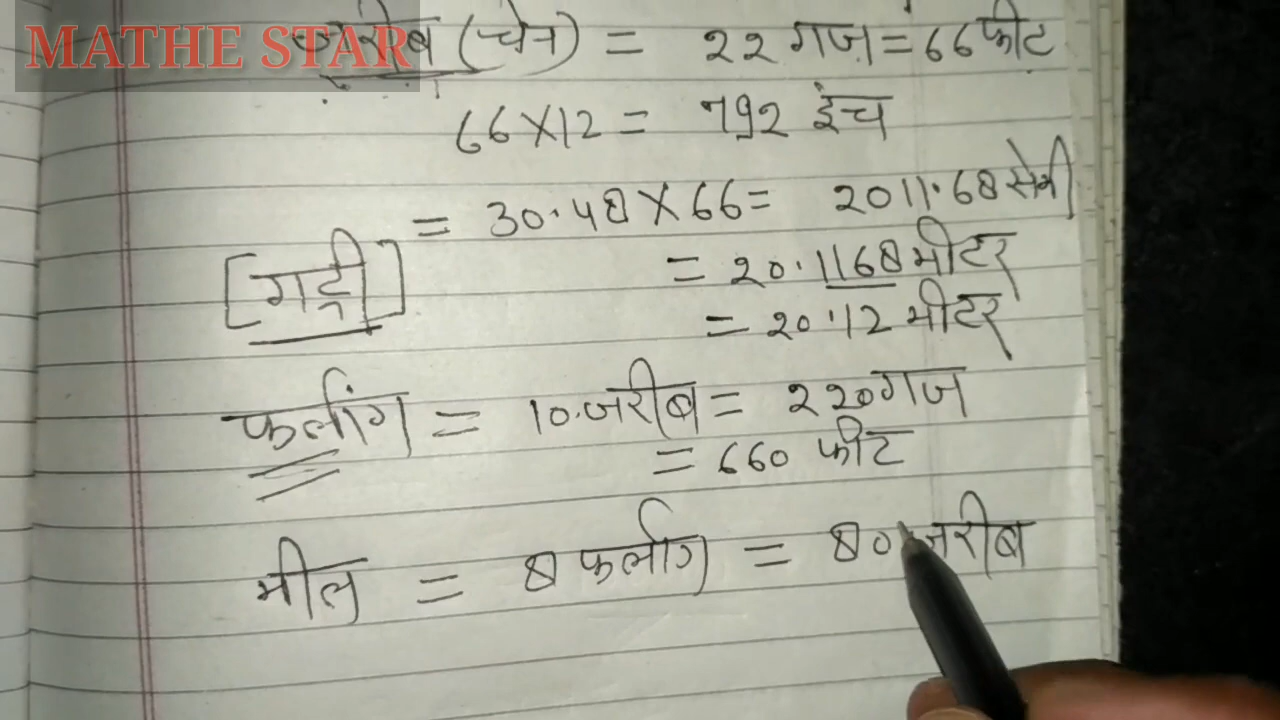 MATHE STAR
जरीब (चेन) = 22 गज = 66 फीट
66 X 12 = 792 इंच
= 30.48 X 66 = 2011.68 सेमी
[गट्ठी] = 20.1168 मीटर
= 20.12 मीटर
फर्लांग = 10 जरीब = 220 गज
= 660 फीट
मील = 8 फर्लांग = 80 जरीब